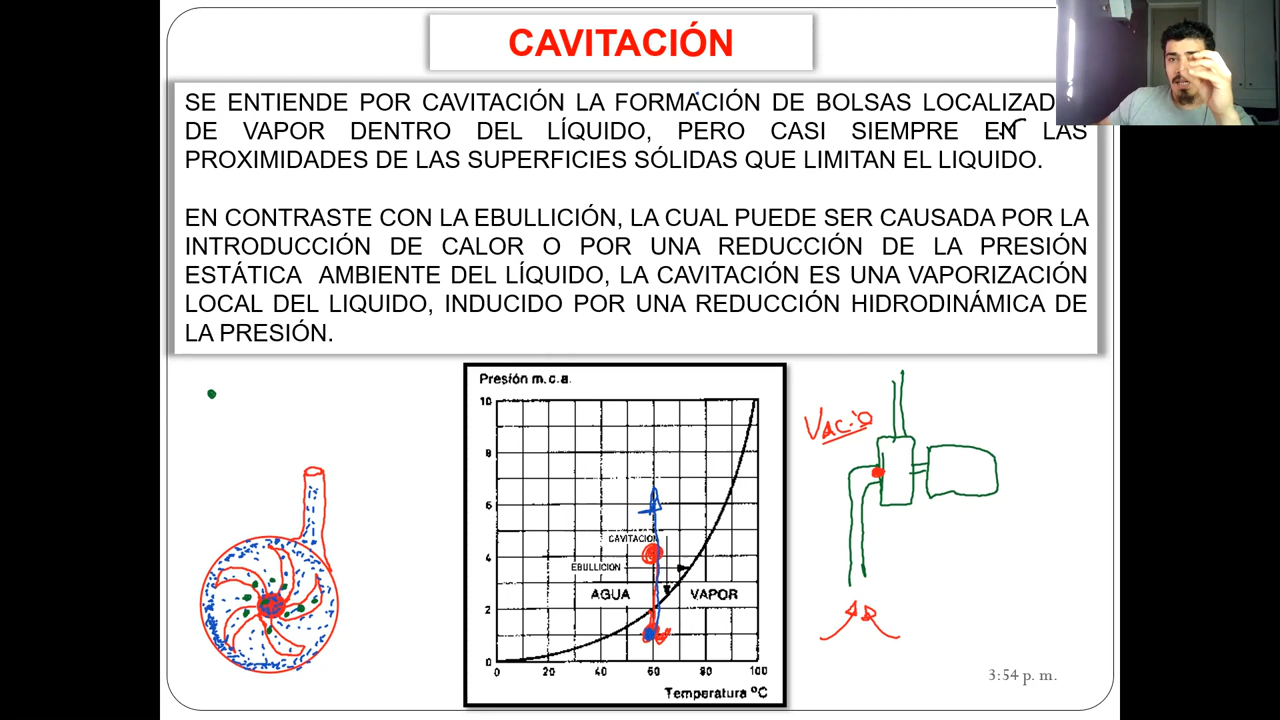 CAVITACIÓN
SE ENTIENDE POR CAVITACIÓN LA FORMACIÓN DE BOLSAS
DE VAPOR DENTRO DEL LÍQUIDO, PERO CASI SIEMPRE EN LAS
PROXIMIDADES DE LAS SUPERFICIES SÓLIDAS QUE LIMITAN EL LIQUIDO.
EN CONTRASTE CON LA EBULLICIÓN, LA CUAL PUEDE SER CAUSADA POR LA
INTRODUCCIÓN DE CALOR O POR UNA REDUCCIÓN DE LA PRESIÓN
ESTÁTICA AMBIENTE DEL LÍQUIDO, LA CAVITACIÓN ES UNA VAPORIZACIÓN
LOCAL DEL LIQUIDO, INDUCIDO POR UNA REDUCCIÓN HIDRODINÁMICA DE
LA PRESIÓN.
Presión m.c.a.
10
8
6
4
2
0
CAVITACION
EBULLICION
AGUA
VAPOR
0 20 40 60 80 100
Temperatura ºC
VACIO
3:54 p. m.